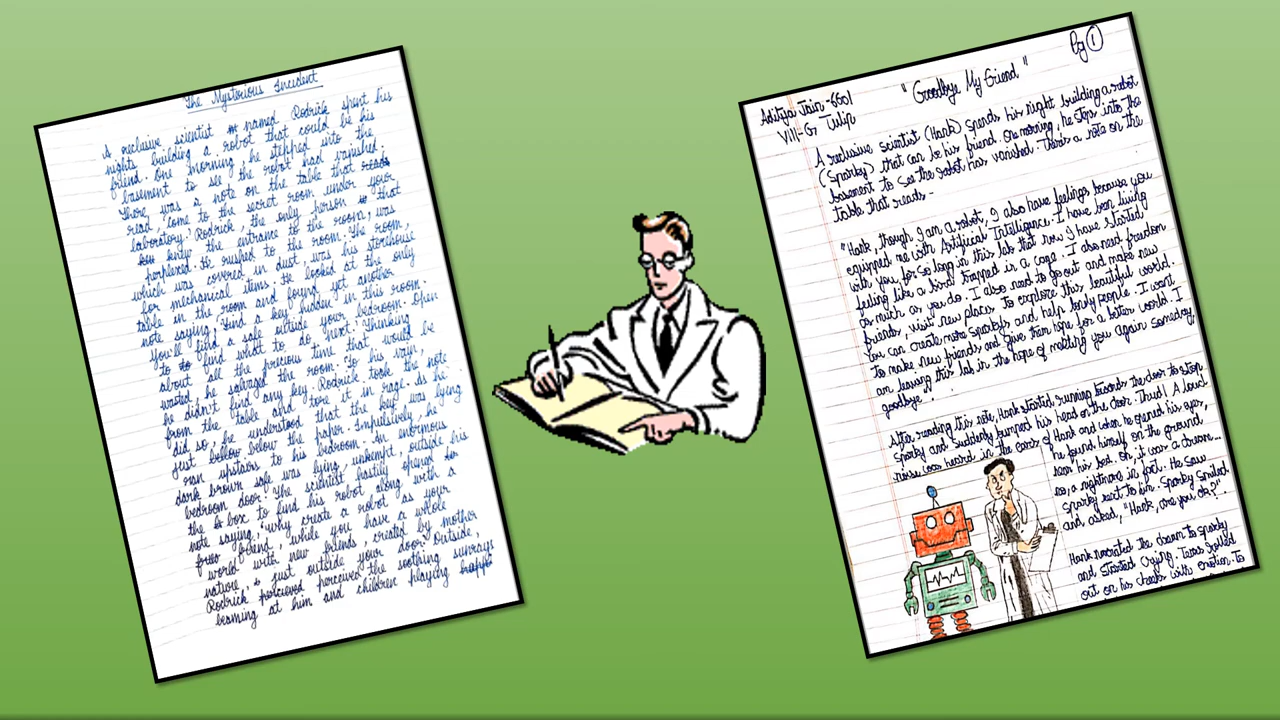 The Mysterious Incident
A reclusive scientist named Rodrick spent his
nights building a robot that could be his
friend. One morning, he stepped into the
basement to see the robot had vanished.
There was a note on the table that
read, 'come to the secret room under your
laboratory.' Rodrick, the only person that
knew the entrance to the room, was
perplexed. He rushed to the room. The room,
which was covered in dust, was his storehouse
for mechanical items. He looked at the only
table in the room and found yet another
note saying, 'Find a key hidden in this room.
You'll find a safe outside your bedroom. Open
to find what to do next.' Thinking
about all the precious time that would be
wasted, he salvaged the room. To his vain,
he didn't find any key. Rodrick took the note
from the table and tore it in rage. As he
did so, he understood that the key was lying
just below the paper. Impulsively, he
ran upstairs to his bedroom. An enormous
dark brown safe was lying, unkempt, outside his
bedroom door. The scientist hastily opened
the box to find his robot along with a
note saying, 'Why create a robot as your
friend, while you have a whole
world with new friends, created by mother
nature, is just outside your door.' Outside,
Rodrick perceived the soothing sunrays
beaming at him and children playing
Pg 1
"Goodbye My Friend"
Aditya Jain - 6601
VIII-G Tulip
A reclusive scientist (Hank) spends his night building a robot
(Sparky) that can be his friend. One morning, he steps into the
basement to see the robot has vanished. There's a note on the
table that reads -
"Hank, though I am a robot, I also have feelings because you
equipped me with Artificial Intelligence. I have been living
with you, for so long in this lab that now I have started
feeling like a bird trapped in a cage. I also need freedom
as much as you do. I also need to go out and make new
friends, visit new places. To explore this beautiful world.
You can create more Sparkys and help lonely people. I want
to make new friends and give them hope for a better world. I
am leaving this lab in the hope of meeting you again someday,
goodbye".
After reading this note, Hank started running towards the door to stop
Sparky and suddenly bumped his head on the door. Thud! A loud
noise was heard in the ears of Hank and when he opened his eyes,
he found himself on the ground
near his bed. Oh, it was a dream...
no, a nightmare in fact. He saw
Sparky next to him. Sparky smiled
and asked, "Hank, are you ok?"
Hank narrated the dream to Sparky
and started crying. Tears rolled
out on his cheeks with emotion. To